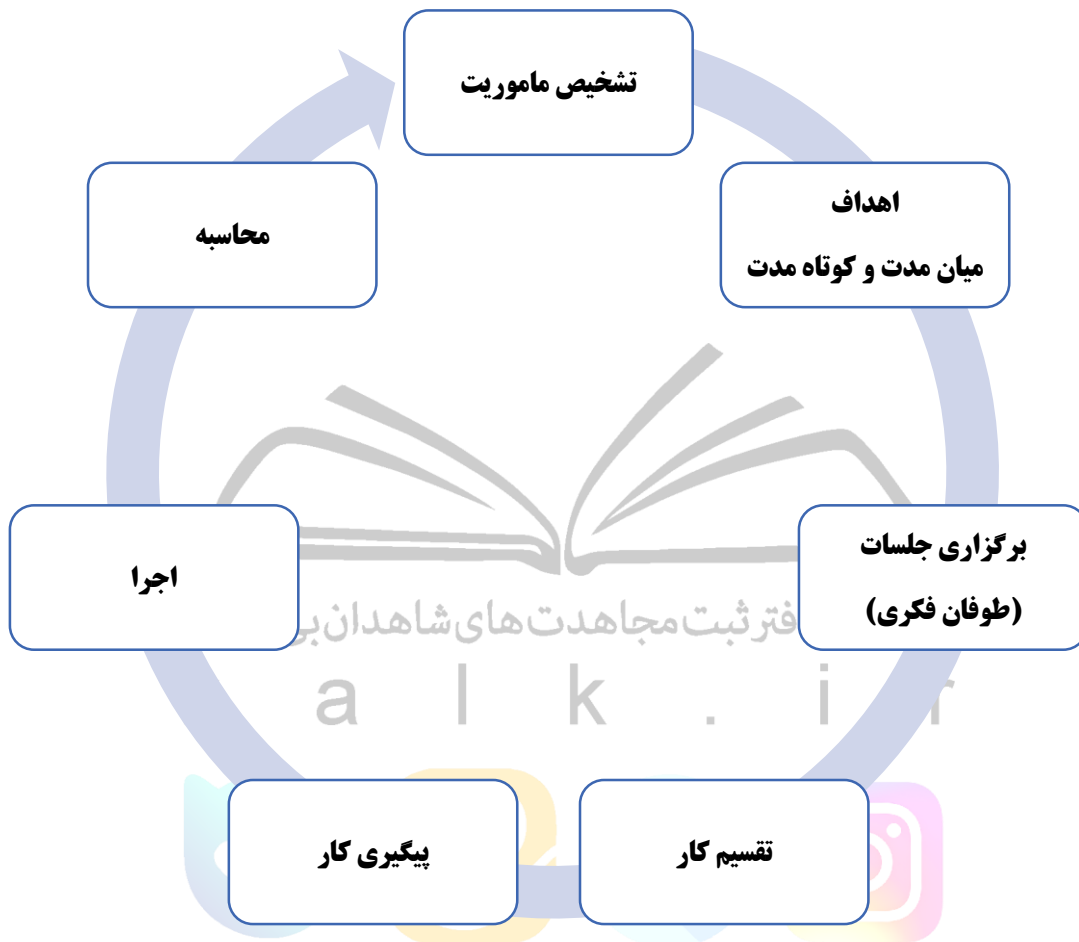 تشخیص ماموریت
اهداف
میان مدت و کوتاه مدت
برگزاری جلسات
(طوفان فکری)
تقسیم کار
پیگیری کار
اجرا
محاسبه
ثبت مجاهدت های شاهدان
a l k . i r